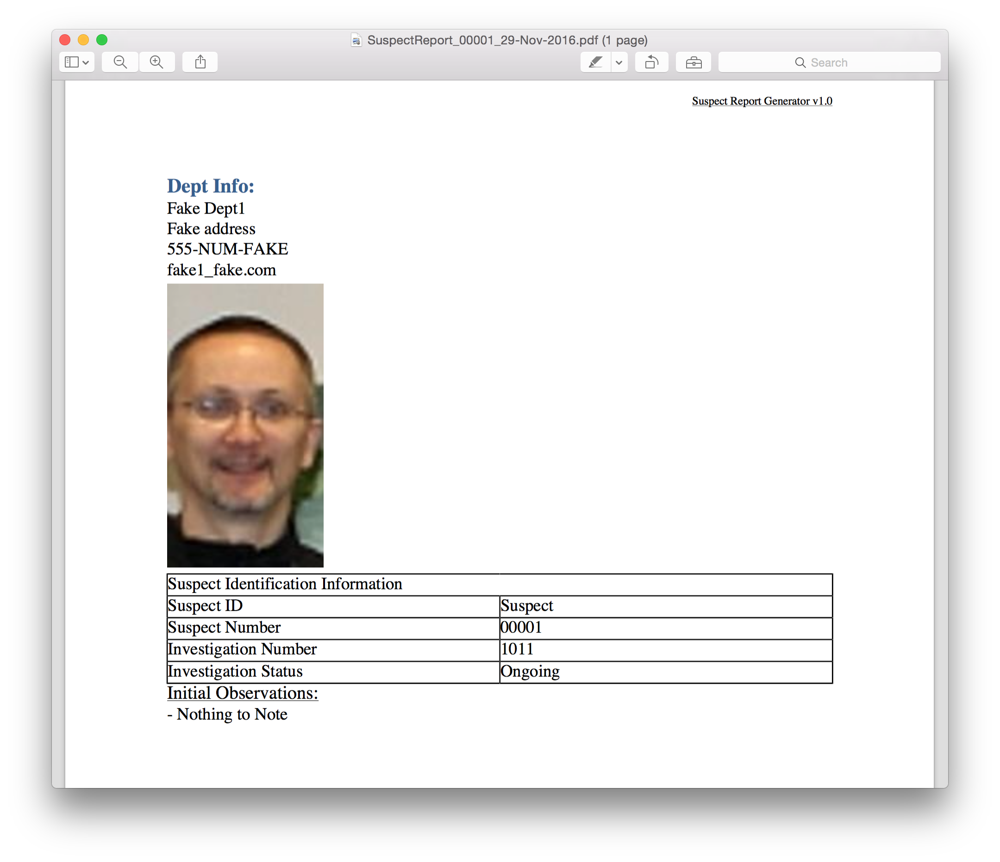 SuspectReport_00001_29-Nov-2016.pdf (1 page)
Search
Suspect Report Generator v1.0
Dept Info:
Fake Dept1
Fake address
555-NUM-FAKE
fake1_fake.com
Suspect Identification Information
Suspect ID Suspect
Suspect Number 00001
Investigation Number 1011
Investigation Status Ongoing
Initial Observations:
- Nothing to Note